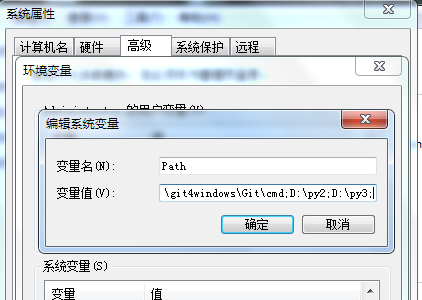 系统属性
计算机名 硬件 高级 系统保护 远程
环境变量
编辑系统变量
变量名(N): Path
变量值(V): \git4windows\Git\cmd;D:\py2;D:\py3;
确定 取消
系统变量(S)
变量 值